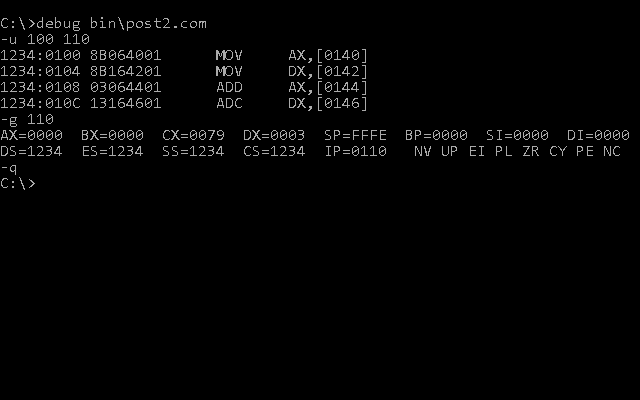 C:\>debug bin\post2.com
-u 100 110
1234:0100 8B064001       MOV     AX,[0140]
1234:0104 8B164201       MOV     DX,[0142]
1234:0108 03064401       ADD     AX,[0144]
1234:010C 13164601       ADC     DX,[0146]
-g 110
AX=0000  BX=0000  CX=0079  DX=0003  SP=FFFE  BP=0000  SI=0000  DI=0000
DS=1234  ES=1234  SS=1234  CS=1234  IP=0110   NV UP EI PL ZR CY PE NC
-q
C:\>